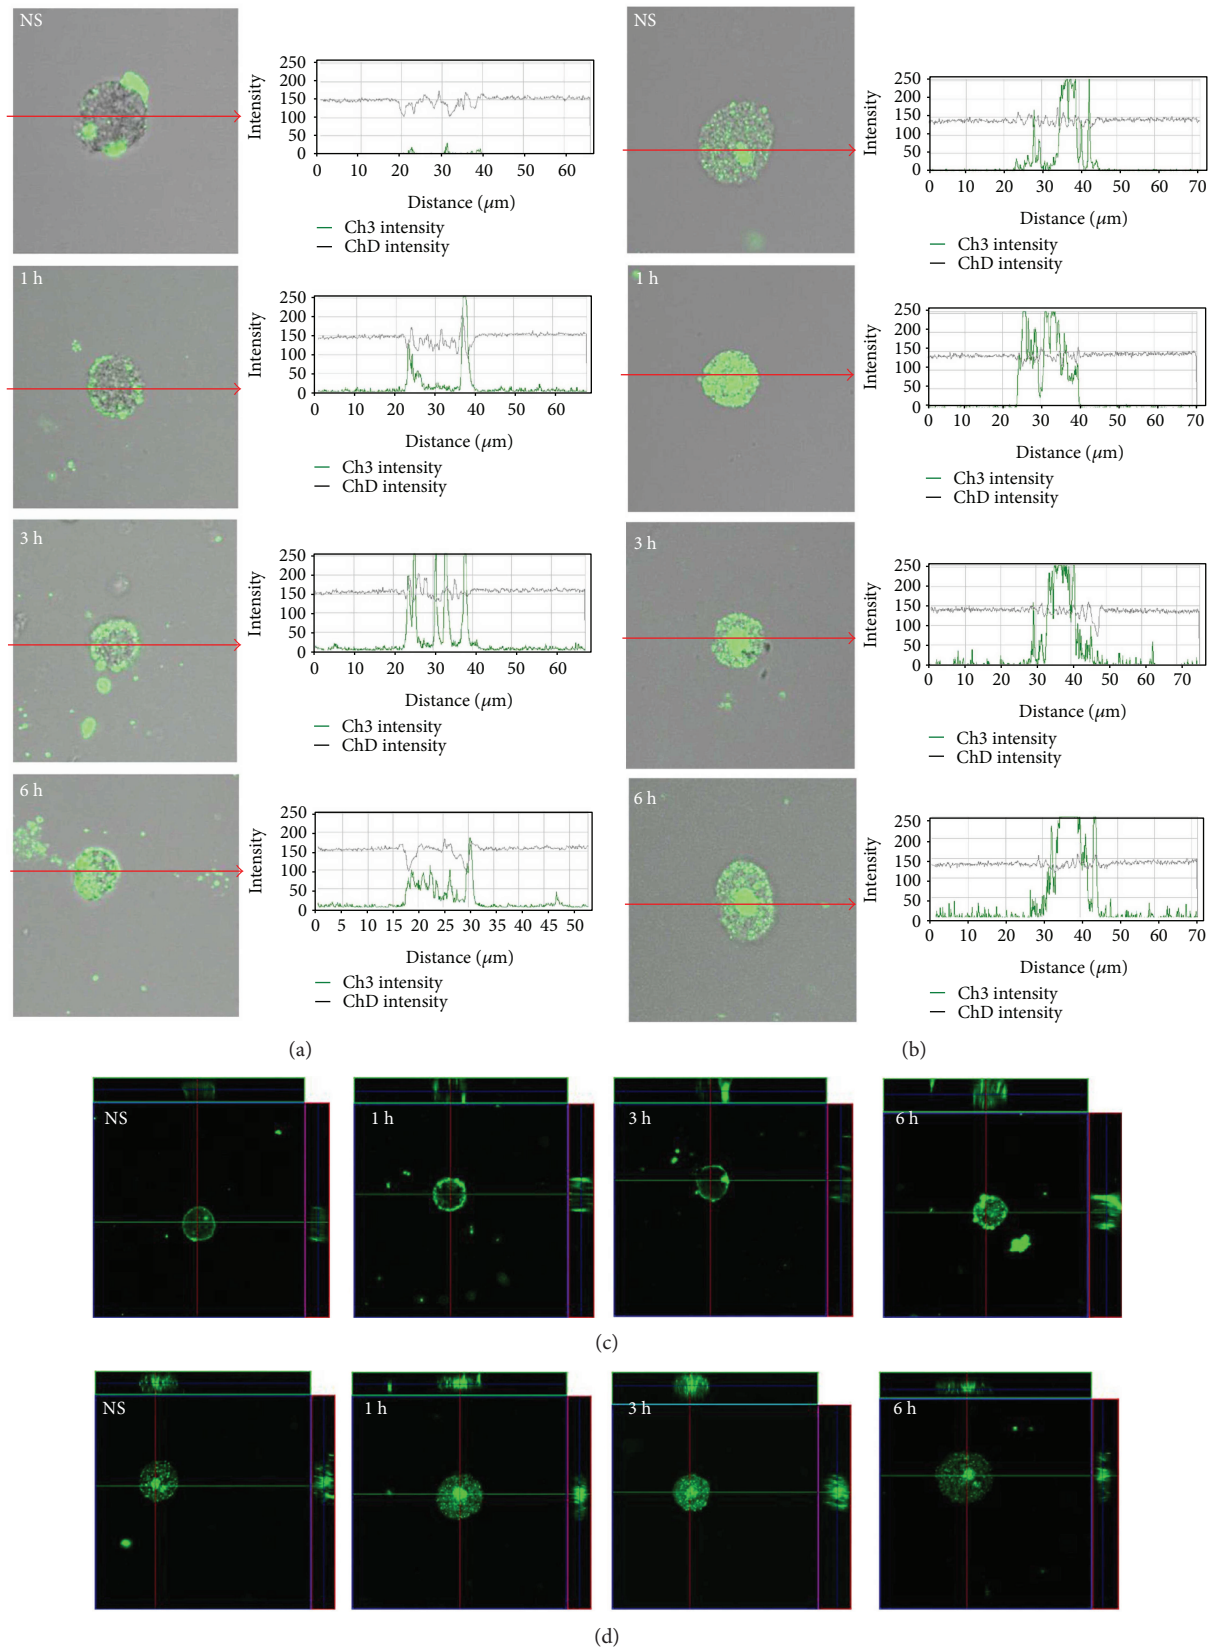 NS
250
200
150
100
50
0
Intensity
0 10 20 30 40 50 60
Distance (μm)
Ch3 intensity
ChD intensity
1 h
250
200
150
100
50
0
Intensity
0 10 20 30 40 50 60
Distance (μm)
Ch3 intensity
ChD intensity
3 h
250
200
150
100
50
0
Intensity
0 10 20 30 40 50 60
Distance (μm)
Ch3 intensity
ChD intensity
6 h
250
200
150
100
50
0
Intensity
0 5 10 15 20 25 30 35 40 45 50
Distance (μm)
Ch3 intensity
ChD intensity
(a)
NS
250
200
150
100
50
0
Intensity
0 10 20 30 40 50 60 70
Distance (μm)
Ch3 intensity
ChD intensity
1 h
250
200
150
100
50
0
Intensity
0 10 20 30 40 50 60 70
Distance (μm)
Ch3 intensity
ChD intensity
3 h
250
200
150
100
50
0
Intensity
0 10 20 30 40 50 60 70
Distance (μm)
Ch3 intensity
ChD intensity
6 h
250
200
150
100
50
0
Intensity
0 10 20 30 40 50 60 70
Distance (μm)
Ch3 intensity
ChD intensity
(b)
NS 1 h 3 h 6 h
(c)
NS 1 h 3 h 6 h
(d)